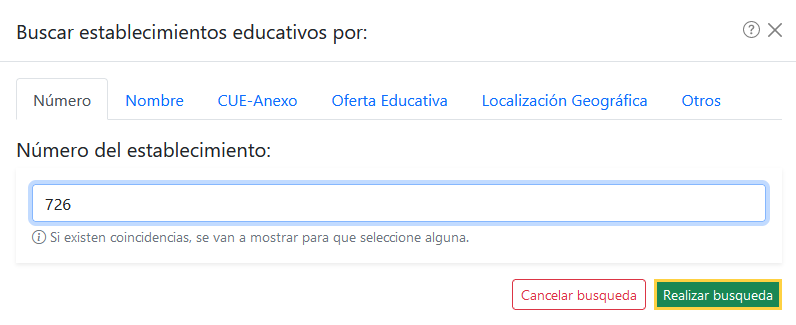 Buscar establecimientos educativos por:
Número Nombre CUE-Anexo Oferta Educativa Localización Geográfica Otros
Número del establecimiento:
726
Si existen coincidencias, se van a mostrar para que seleccione alguna.
Cancelar busqueda Realizar busqueda